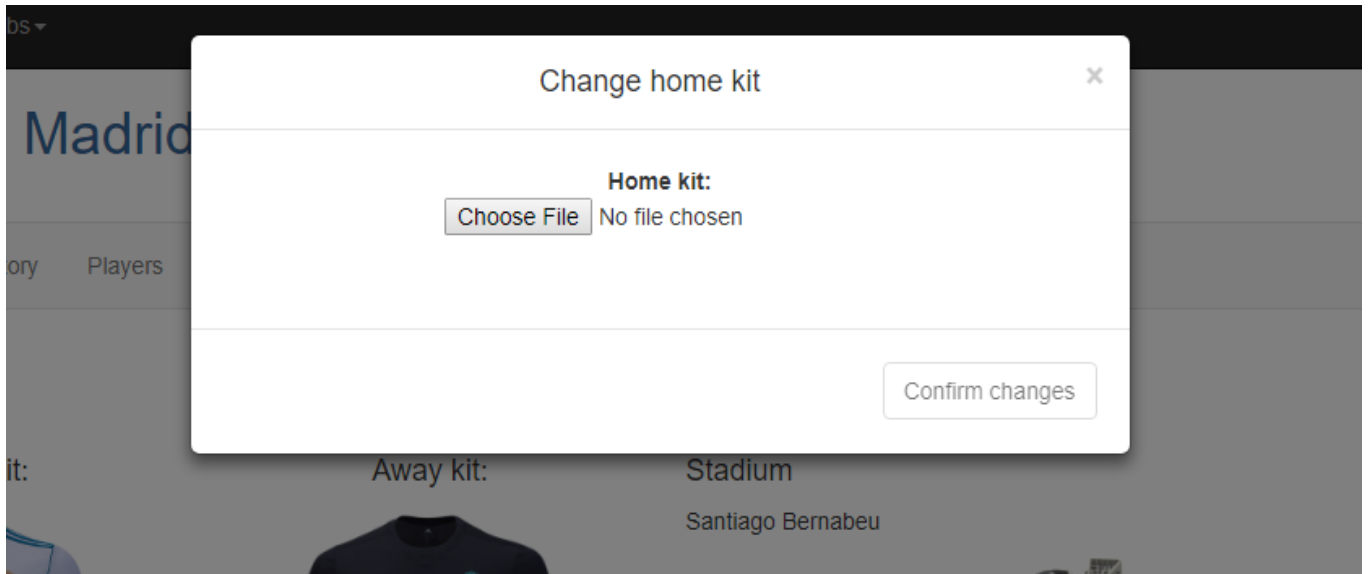 bs
Change home kit
×
Madrid
Home kit:
Choose File No file chosen
ory Players
Confirm changes
it: Away kit: Stadium
Santiago Bernabeu